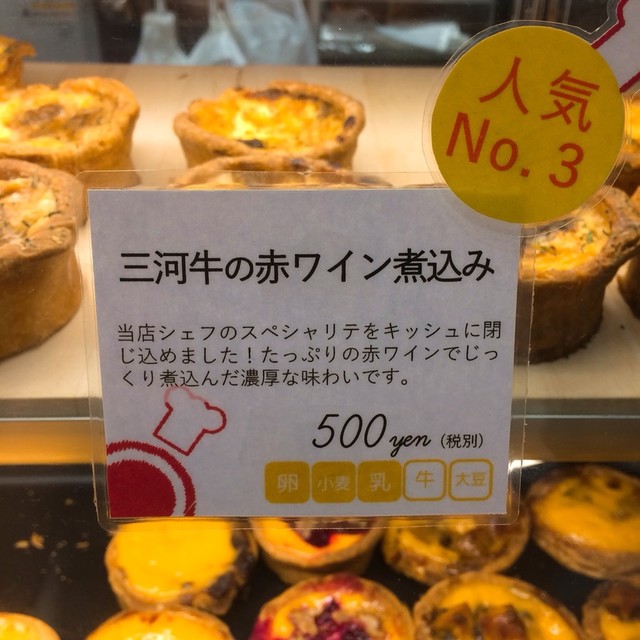 人気
No.3
三河牛の赤ワイン煮込み
当店シェフのスペシャリテをキッシュに閉
じ込めました！たっぷりの赤ワインでじっ
くり煮込んだ濃厚な味わいです。
500yen（税別）
卵 小麦 乳 牛 大豆